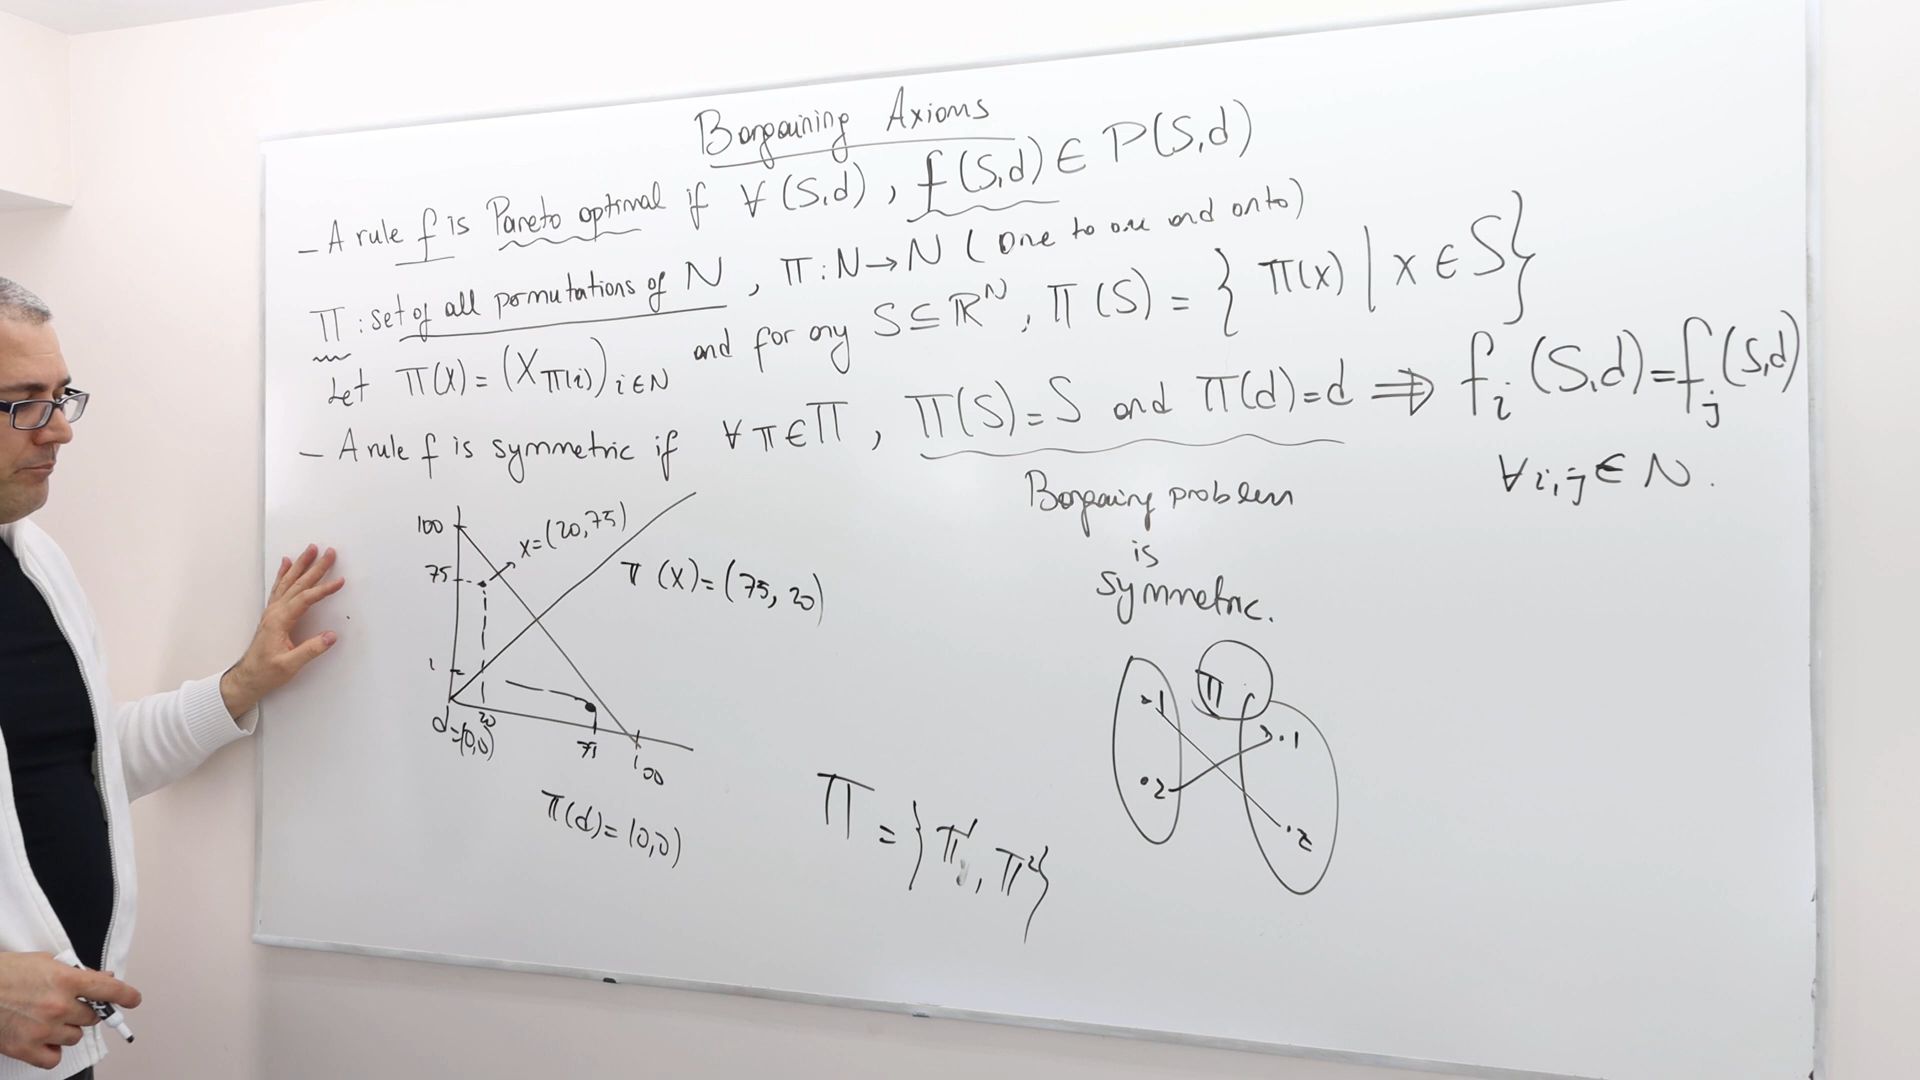 Bargaining Axioms
- A rule f is Pareto optimal if ∀ (S,d) , f(S,d) ∈ P(S,d)
Π : set of all permutations of N , π : N → N ( one to one and onto )
Let π(x) = (x_π(i))_i∈N and for any S ⊆ ℝ^N , π(S) = { π(x) | x ∈ S }
- A rule f is symmetric if ∀ π ∈ Π , π(S) = S and π(d) = d ⇒ f_i(S,d) = f_j(S,d)
∀ i,j ∈ N .
Bargaining problem
is
symmetric.
100
x=(20,75)
75
π(x) = (75, 20)
1
d=(0,0)
20
75
100
π(d) = (0,0)
Π = { π¹, π² }
π
1
1
2
2